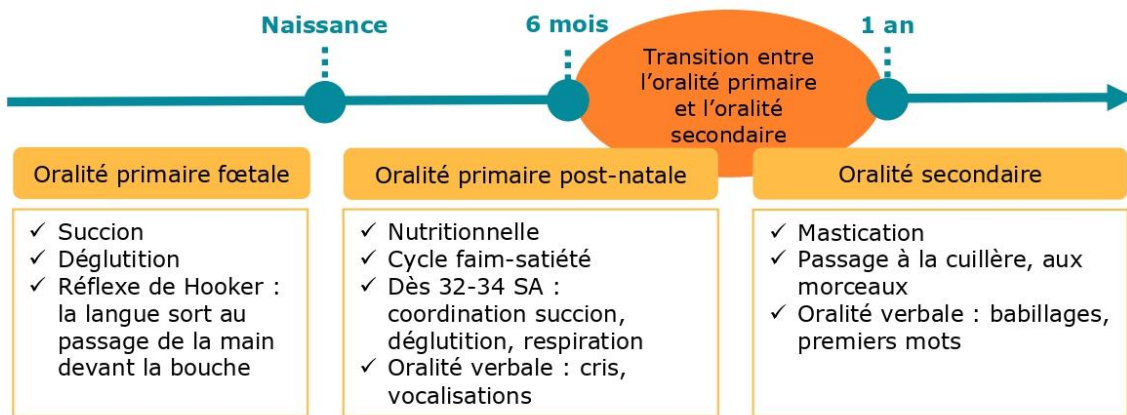 Naissance
6 mois
1 an
Transition entre
l’oralité primaire
et l’oralité
secondaire
Oralité primaire fœtale
✓ Succion
✓ Déglutition
✓ Réflexe de Hooker :
la langue sort au
passage de la main
devant la bouche
Oralité primaire post-natale
✓ Nutritionnelle
✓ Cycle faim-satiété
✓ Dès 32-34 SA :
coordination succion,
déglutition, respiration
✓ Oralité verbale : cris,
vocalisations
Oralité secondaire
✓ Mastication
✓ Passage à la cuillère, aux
morceaux
✓ Oralité verbale : babillages,
premiers mots